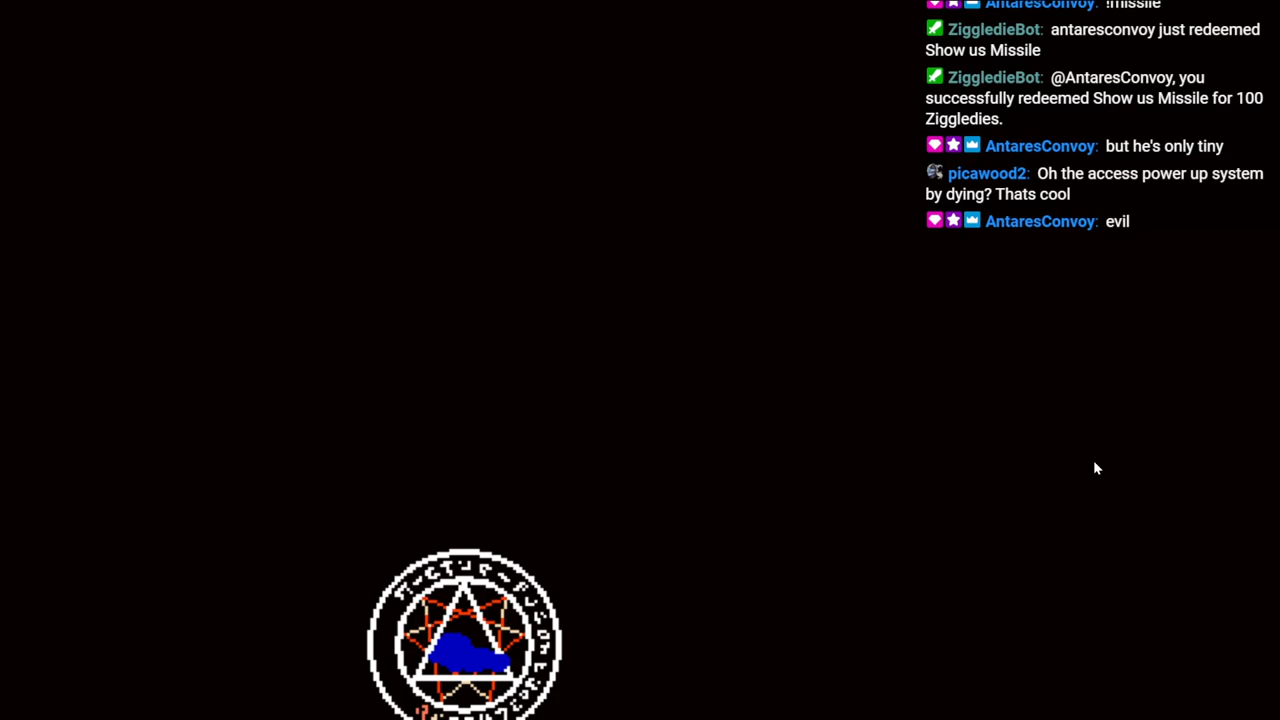 AntaresConvoy: !missile
ZiggledieBot: antaresconvoy just redeemed
Show us Missile
ZiggledieBot: @AntaresConvoy, you
successfully redeemed Show us Missile for 100
Ziggledies.
AntaresConvoy: but he's only tiny
picawood2: Oh the access power up system
by dying? Thats cool
AntaresConvoy: evil